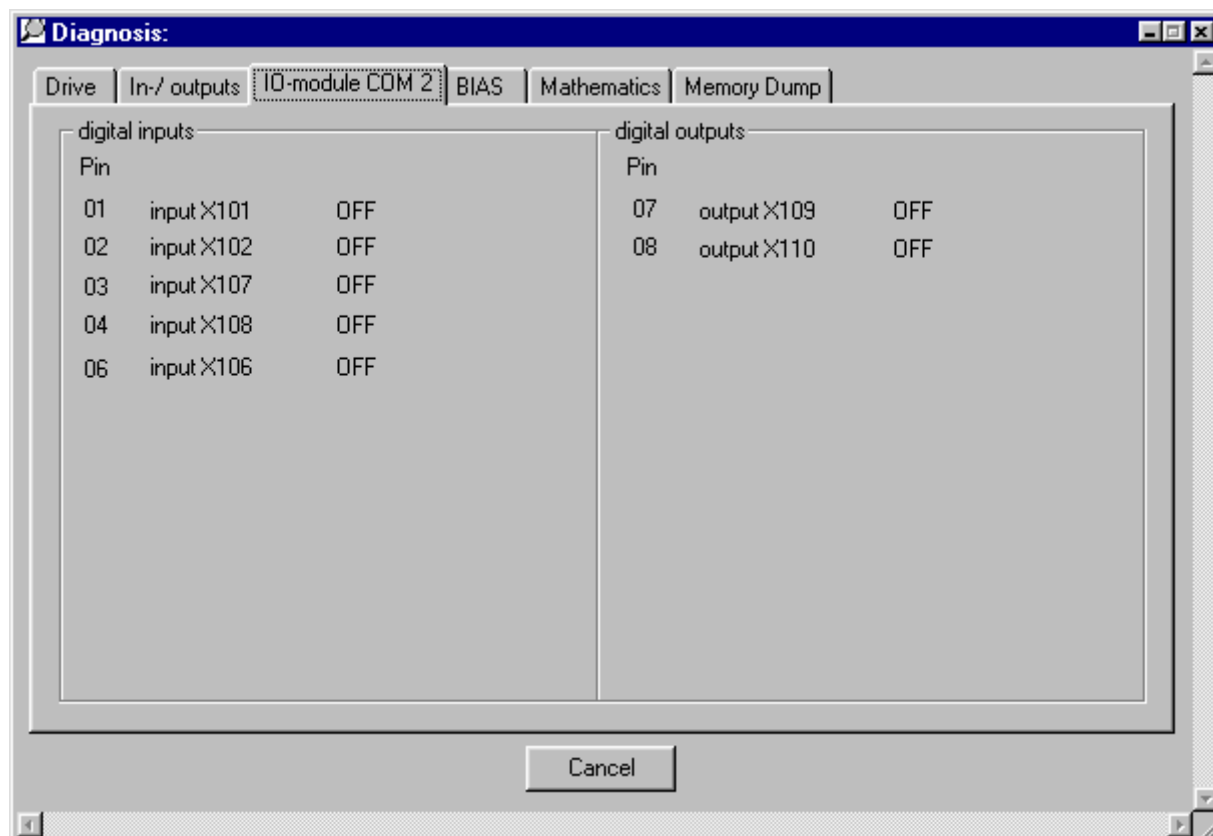 Diagnosis:
Drive In-/ outputs IO-module COM 2 BIAS Mathematics Memory Dump
digital inputs
Pin
01 input X101 OFF
02 input X102 OFF
03 input X107 OFF
04 input X108 OFF
06 input X106 OFF
digital outputs
Pin
07 output X109 OFF
08 output X110 OFF
Cancel